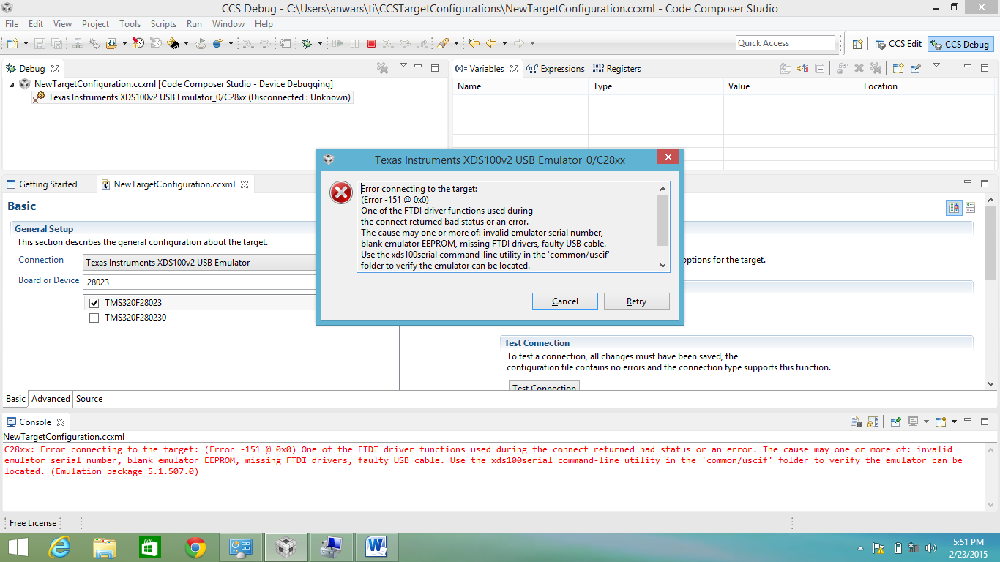 CCS Debug - C:\Users\anwars\ti\CCSTargetConfigurations\NewTargetConfiguration.ccxml - Code Composer Studio
File Edit View Project Tools Scripts Run Window Help
Quick Access
CCS Edit
CCS Debug
Debug
NewTargetConfiguration.ccxml [Code Composer Studio - Device Debugging]
Texas Instruments XDS100v2 USB Emulator_0/C28xx (Disconnected : Unknown)
(x)= Variables
Expressions
1010 0101 Registers
Name Type Value Location
Getting Started
NewTargetConfiguration.ccxml
Basic
General Setup
This section describes the general configuration about the target.
Connection
Texas Instruments XDS100v2 USB Emulator
Board or Device
28023
TMS320F28023
TMS320F280230
options for the target.
Test Connection
To test a connection, all changes must have been saved, the
configuration file contains no errors and the connection type supports this function.
Test Connection
Basic Advanced Source
Texas Instruments XDS100v2 USB Emulator_0/C28xx
Error connecting to the target:
(Error -151 @ 0x0)
One of the FTDI driver functions used during
the connect returned bad status or an error.
The cause may one or more of: invalid emulator serial number,
blank emulator EEPROM, missing FTDI drivers, faulty USB cable.
Use the xds100serial command-line utility in the 'common/uscif'
folder to verify the emulator can be located.
Cancel
Retry
Console
NewTargetConfiguration.ccxml
C28xx: Error connecting to the target: (Error -151 @ 0x0) One of the FTDI driver functions used during the connect returned bad status or an error. The cause may one or more of: invalid
emulator serial number, blank emulator EEPROM, missing FTDI drivers, faulty USB cable. Use the xds100serial command-line utility in the 'common/uscif' folder to verify the emulator can be
located. (Emulation package 5.1.507.0)
Free License
5:51 PM
2/23/2015